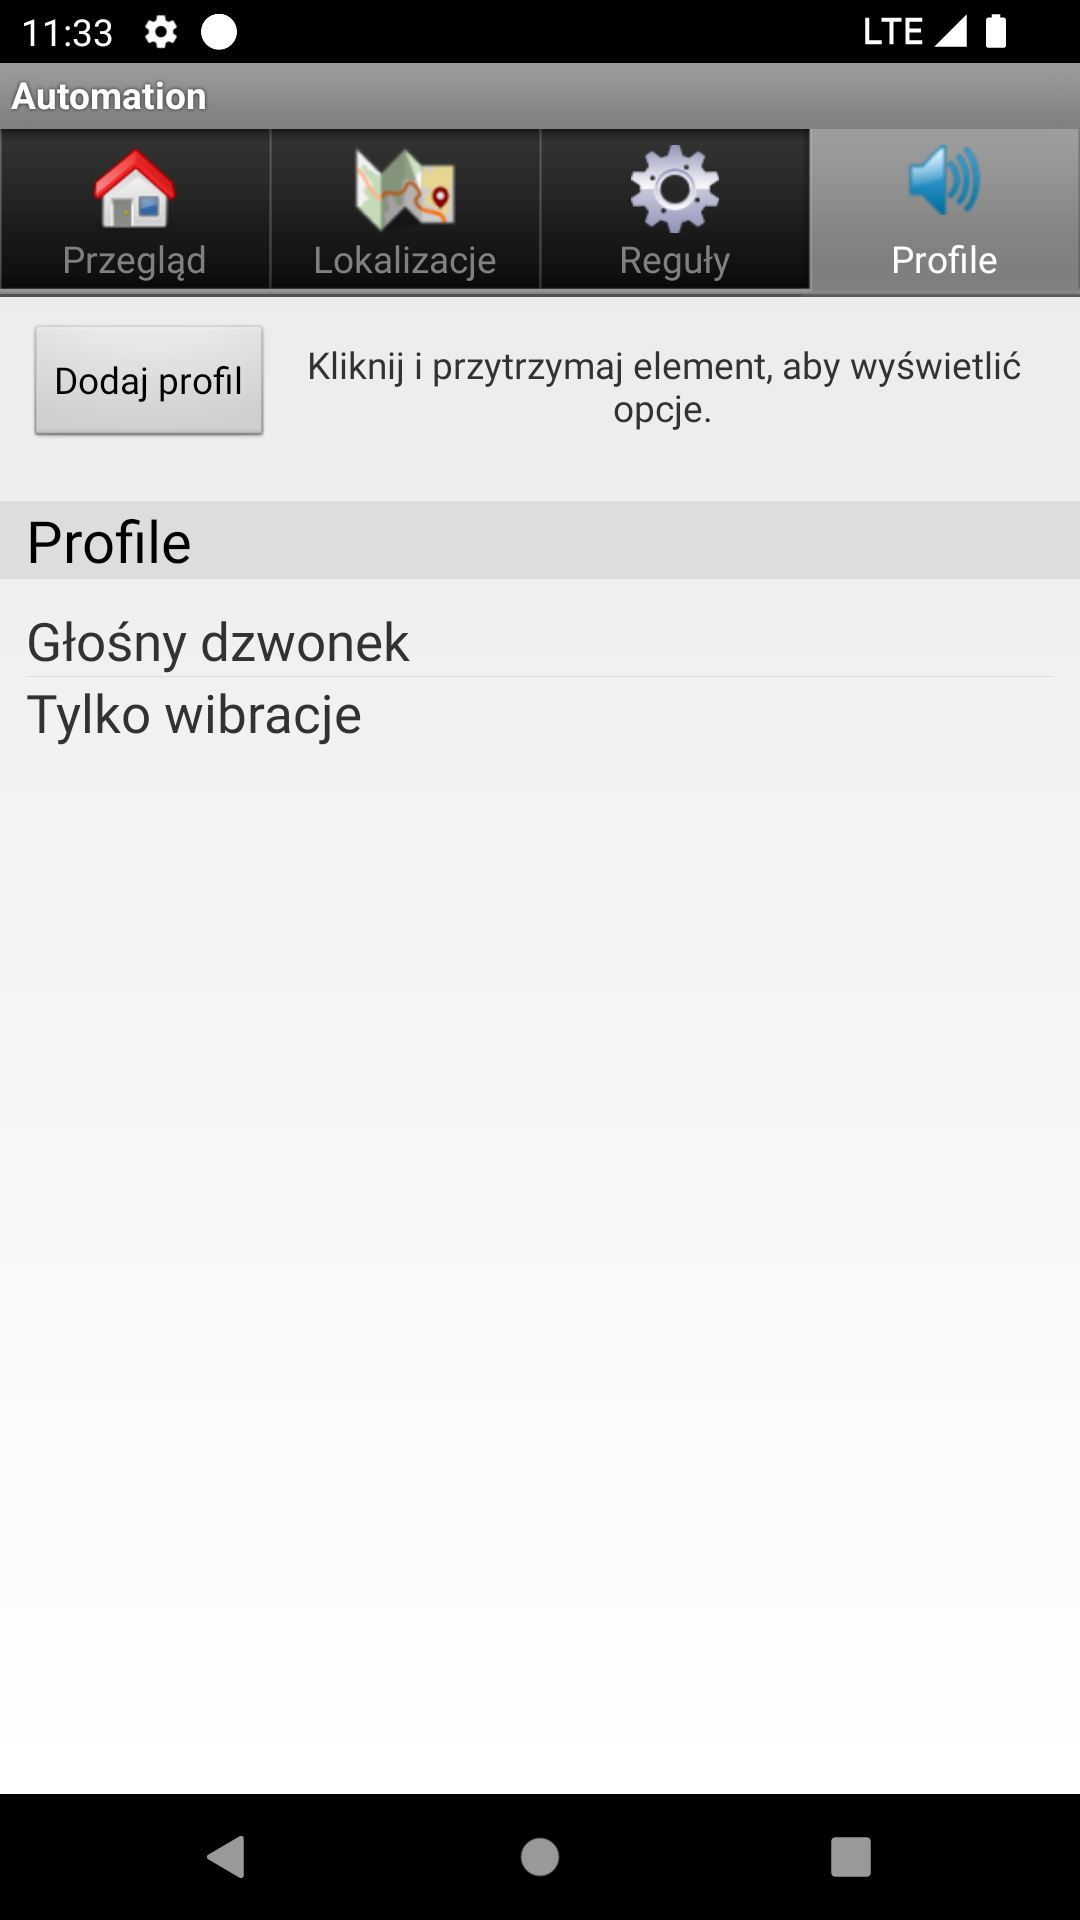 11:33
LTE
Automation
Przegląd
Lokalizacje
Reguły
Profile
Dodaj profil
Kliknij i przytrzymaj element, aby wyświetlić
opcje.
Profile
Głośny dzwonek
Tylko wibracje